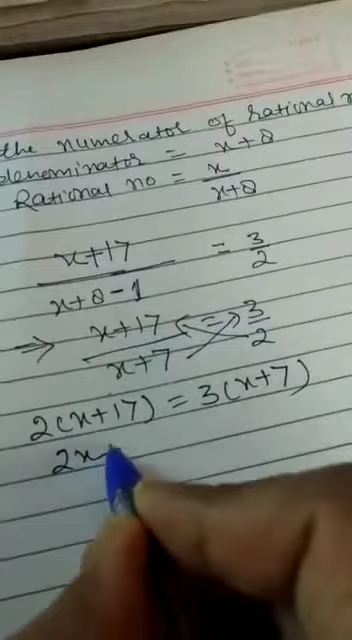 the numerator of rational
denominator = x+8
Rational no = x/x+8
x+17/x+8-1 = 3/2
⇒ x+17/x+7 = 3/2
2(x+17) = 3(x+7)
2x